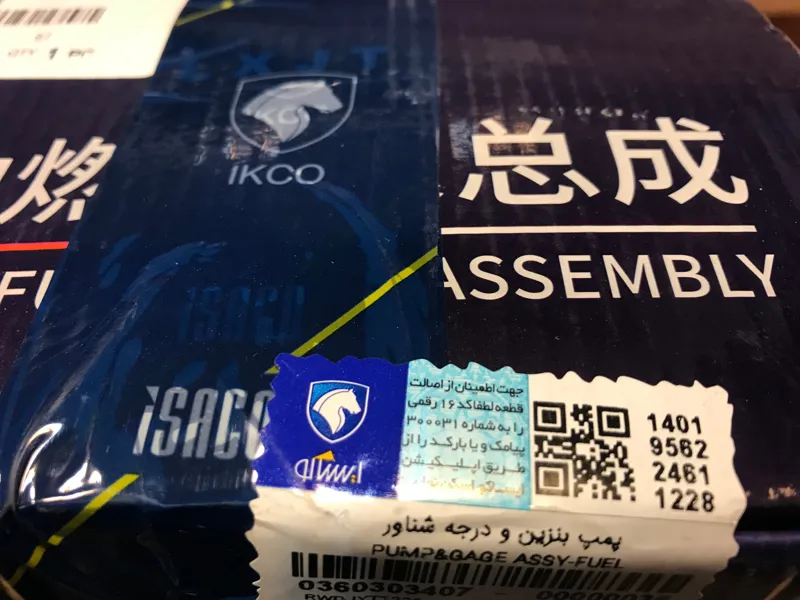 QTY 1 PC
IKCO
总成
ASSEMBLY
FU
iSACO
iSACO
ایساکو
جهت اطمینان از اصالت
قطعه لطفا کد ۱۶ رقمی
را به شماره ۳۰۰۰۳۱
پیامک و یا بارکد را از
طریق اپلیکیشن
1401
9562
2461
1228
پمپ بنزین و درجه شناور
PUMP&GAGE ASSY-FUEL
0360303407